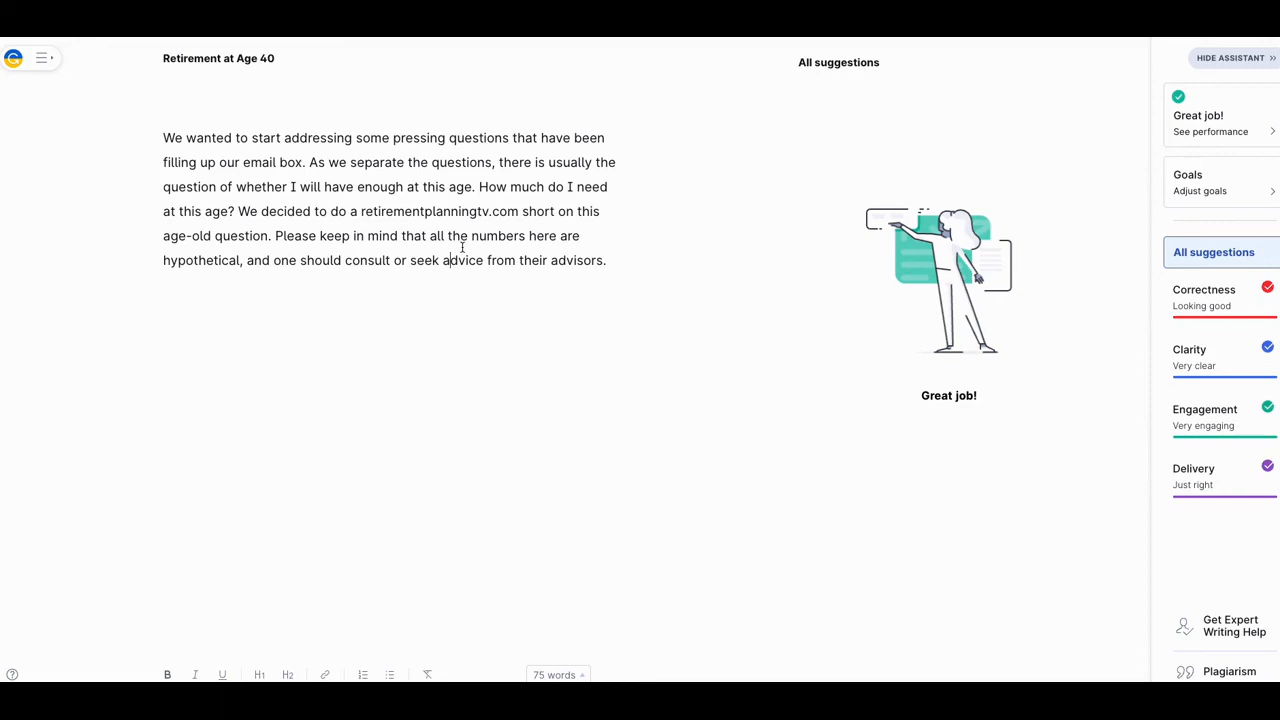 Retirement at Age 40
All suggestions
HIDE ASSISTANT
We wanted to start addressing some pressing questions that have been
filling up our email box. As we separate the questions, there is usually the
question of whether I will have enough at this age. How much do I need
at this age? We decided to do a retirementplanningtv.com short on this
age-old question. Please keep in mind that all the numbers here are
hypothetical, and one should consult or seek advice from their advisors.
Great job!
Great job!
See performance
Goals
Adjust goals
All suggestions
Correctness
Looking good
Clarity
Very clear
Engagement
Very engaging
Delivery
Just right
Get Expert
Writing Help
Plagiarism
B I U H1 H2
75 words